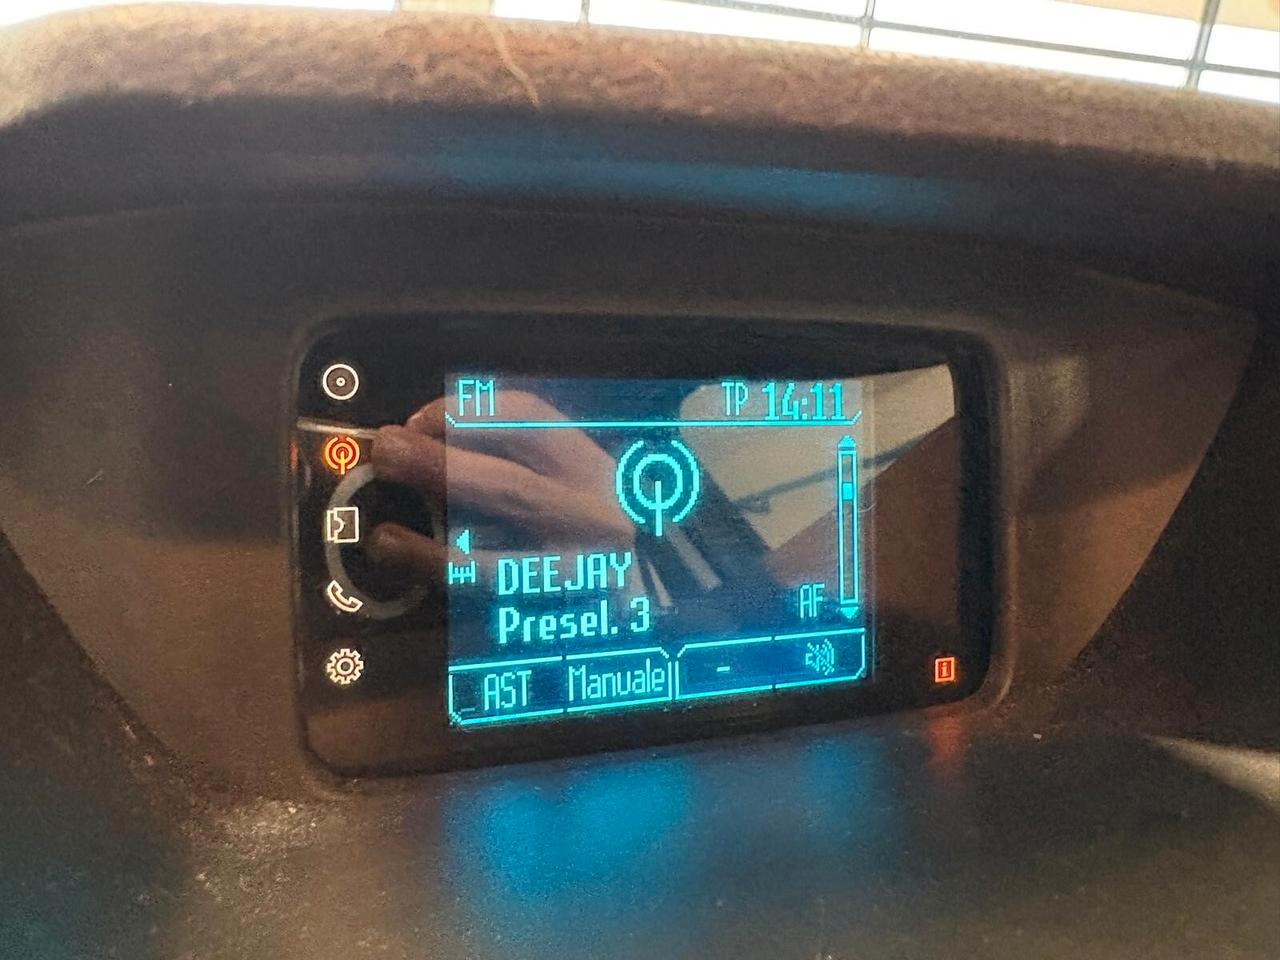 FM TP 14:11
DEEJAY
Presel. 3 AF
AST Manuale -
i